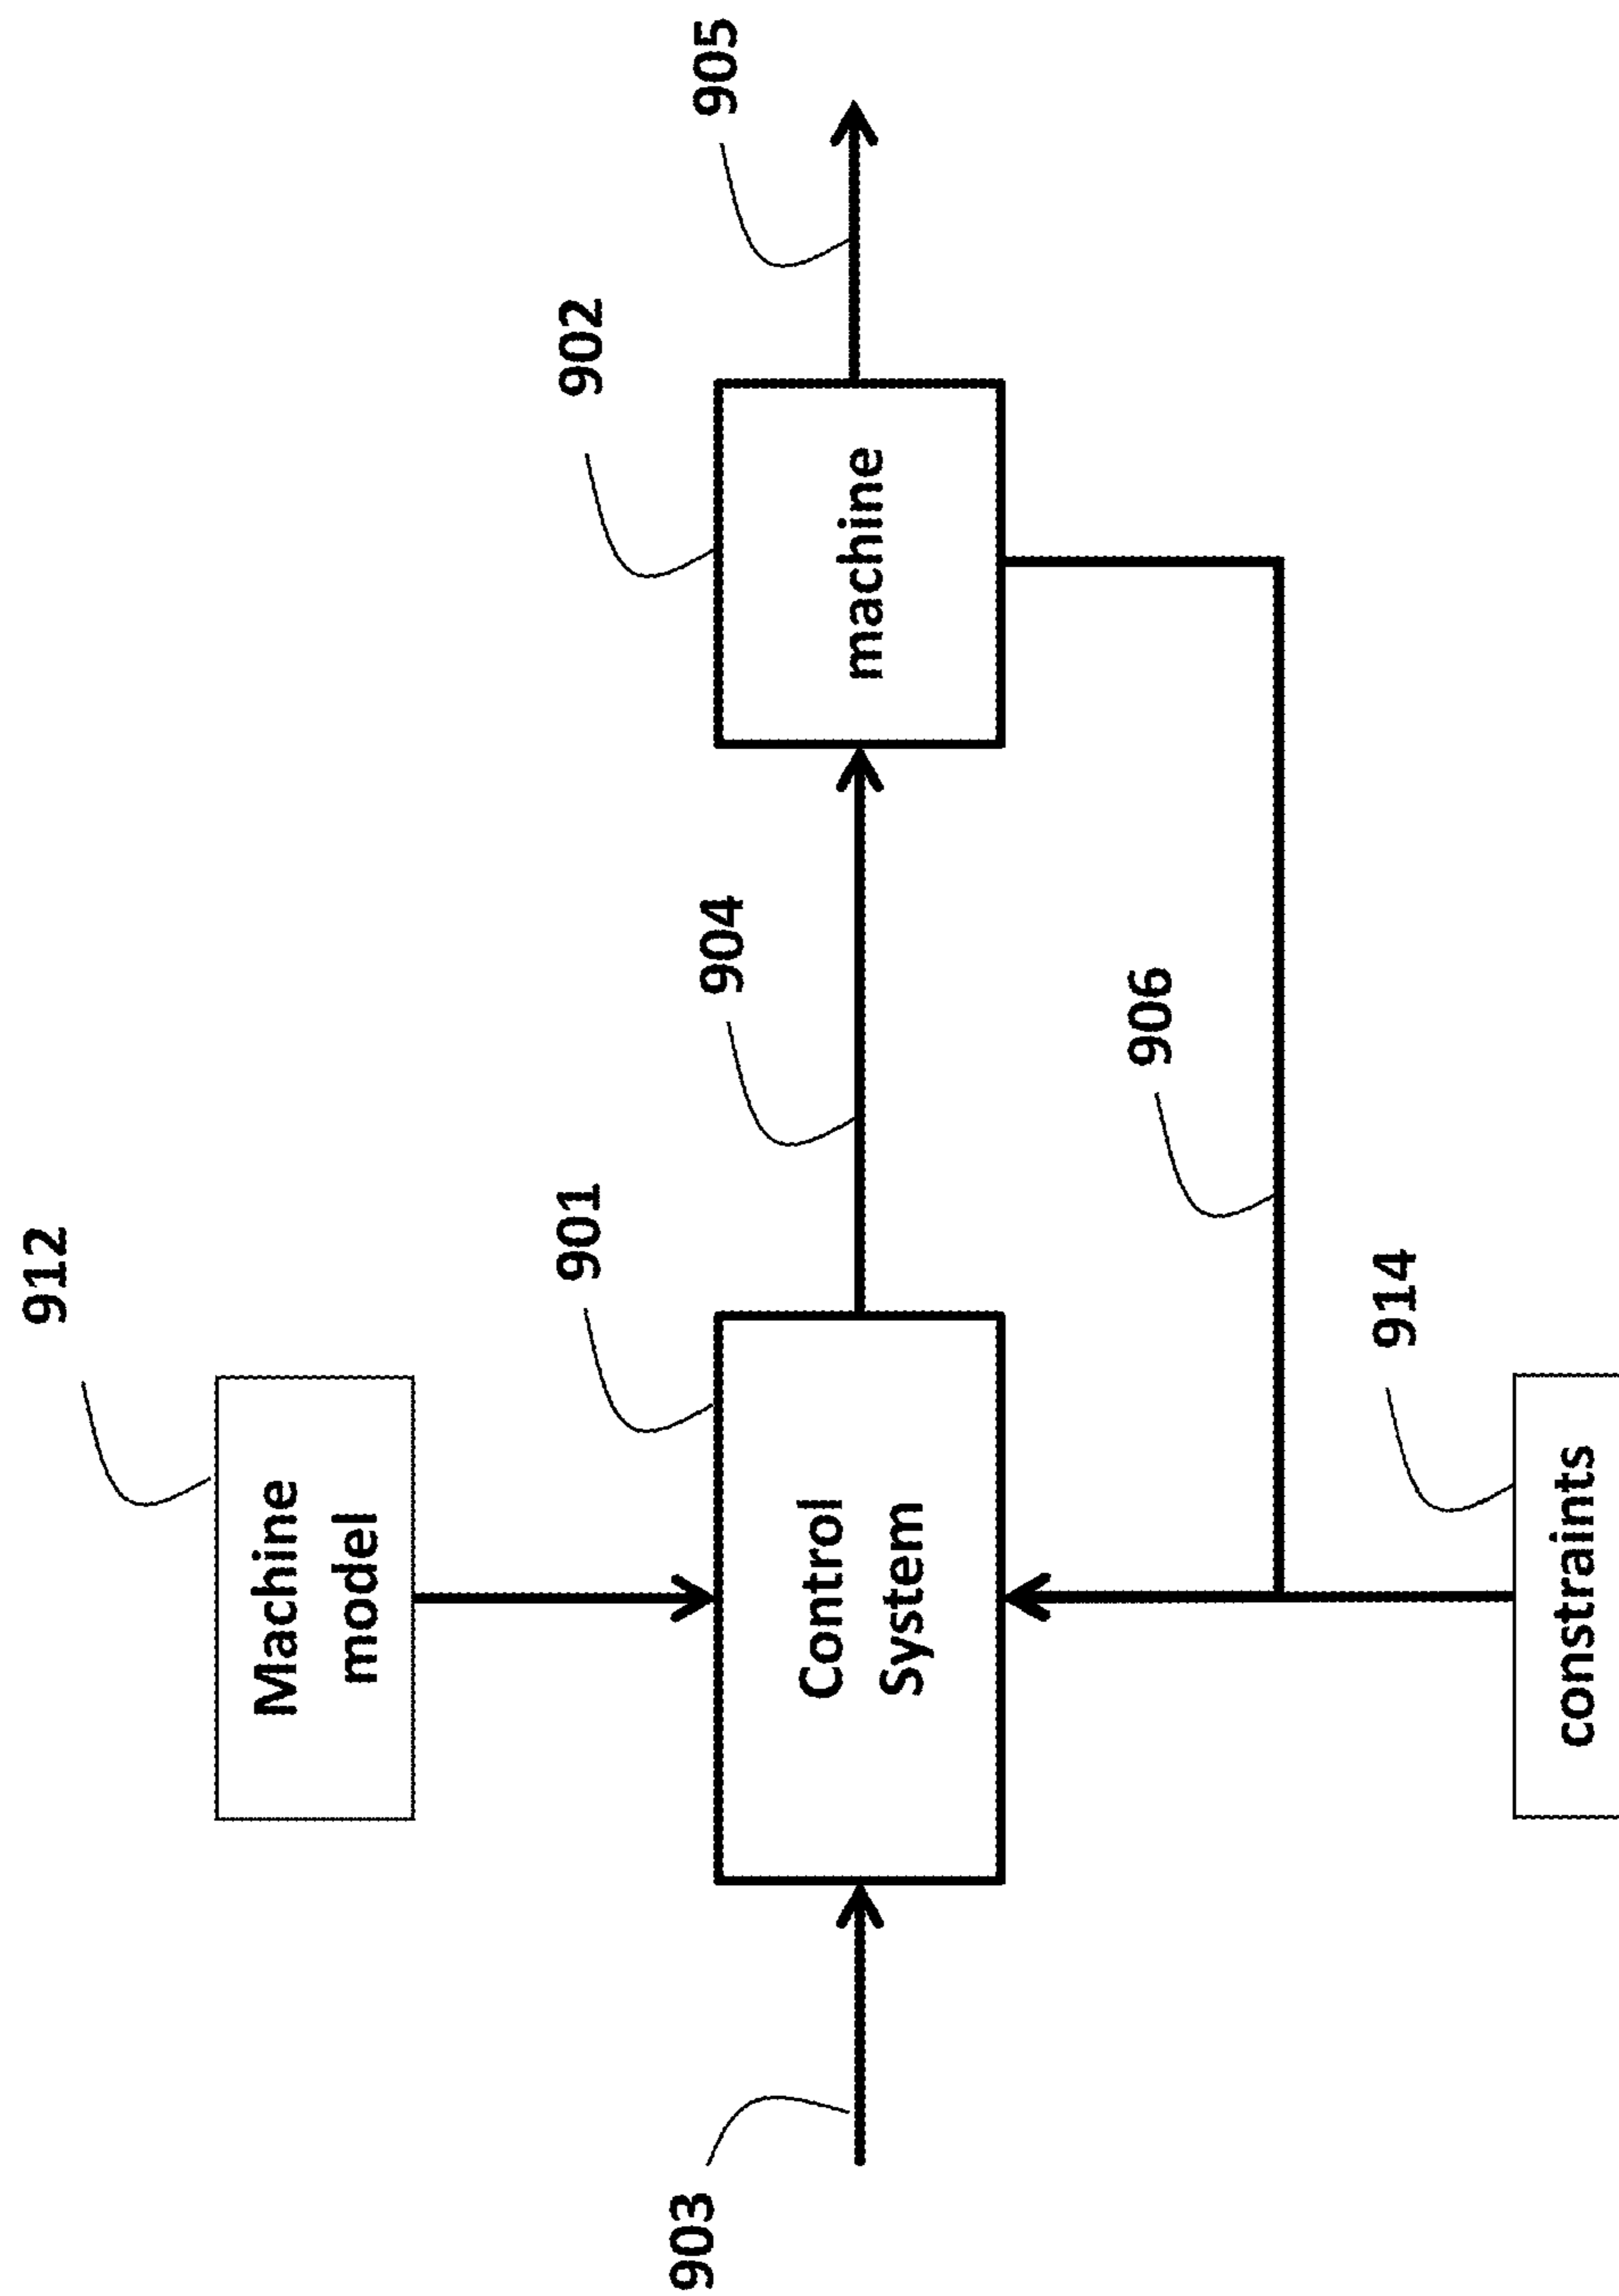 912
Machine
model
901
902
904
905
903
Control
System
machine
906
914
constraints